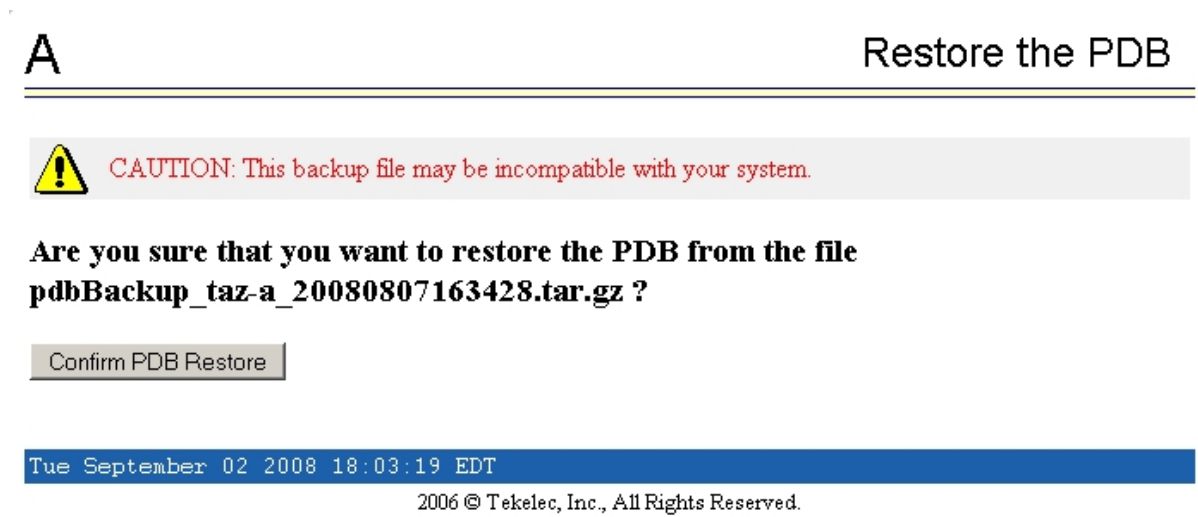 A
Restore the PDB
CAUTION: This backup file may be incompatible with your system.
Are you sure that you want to restore the PDB from the file
pdbBackup_taz-a_20080807163428.tar.gz ?
Confirm PDB Restore
Tue September 02 2008 18:03:19 EDT
2006 © Tekelec, Inc., All Rights Reserved.